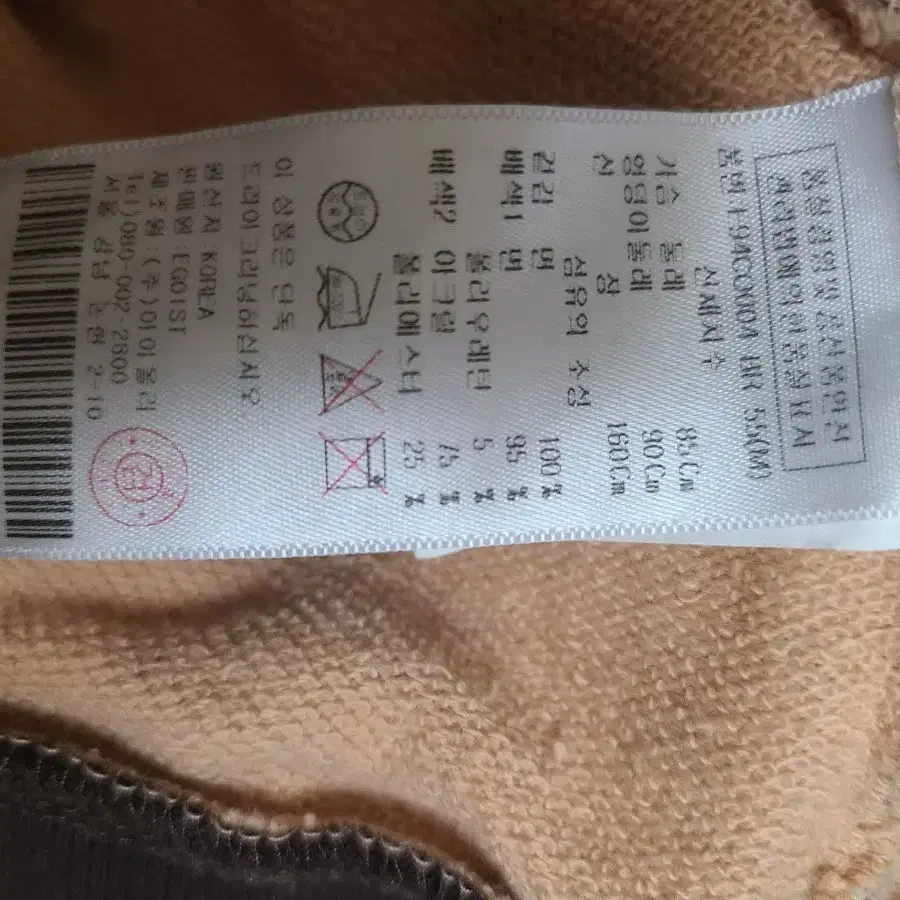 품질경영및공산품안전
관리법에의한품질표시
품번: BR 55(M)
신체치수
가슴 둘레 85Cm
엉덩이둘레 90Cm
신 장 160Cm
섬유의 조성
겉감 면 100%
배색1 면 95 %
폴리우레탄 5 %
배색2 아크릴 75 %
폴리에스터 25 %
이 상품은 단독
드라이크리닝하십시오
원산지:KOREA
판매원:EGOIST
제조원:(주)아이올리
Tel)080-002-2800
서울 강남 논현 2-10
검